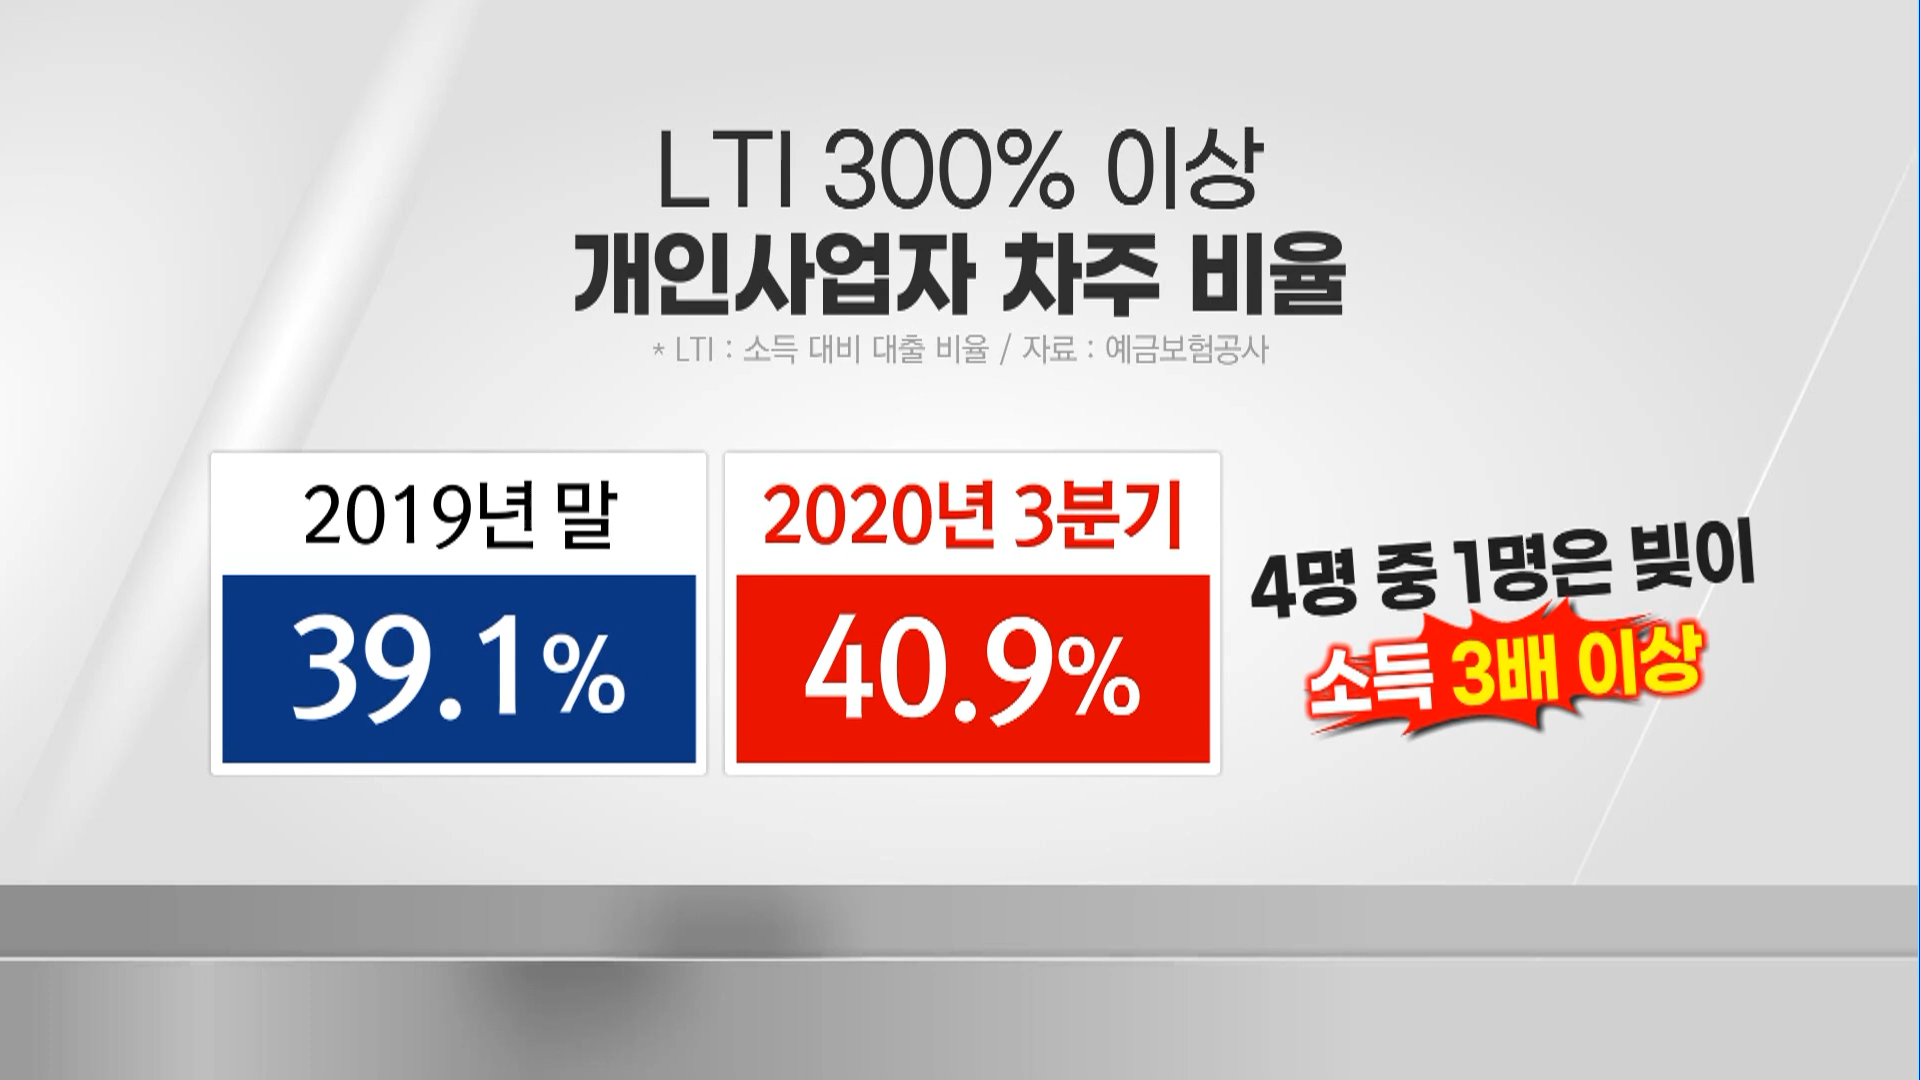 LTI 300% 이상
개인사업자 차주 비율
* LTI : 소득 대비 대출 비율 / 자료 : 예금보험공사
2019년 말
39.1%
2020년 3분기
40.9%
4명 중 1명은 빚이
소득 3배 이상